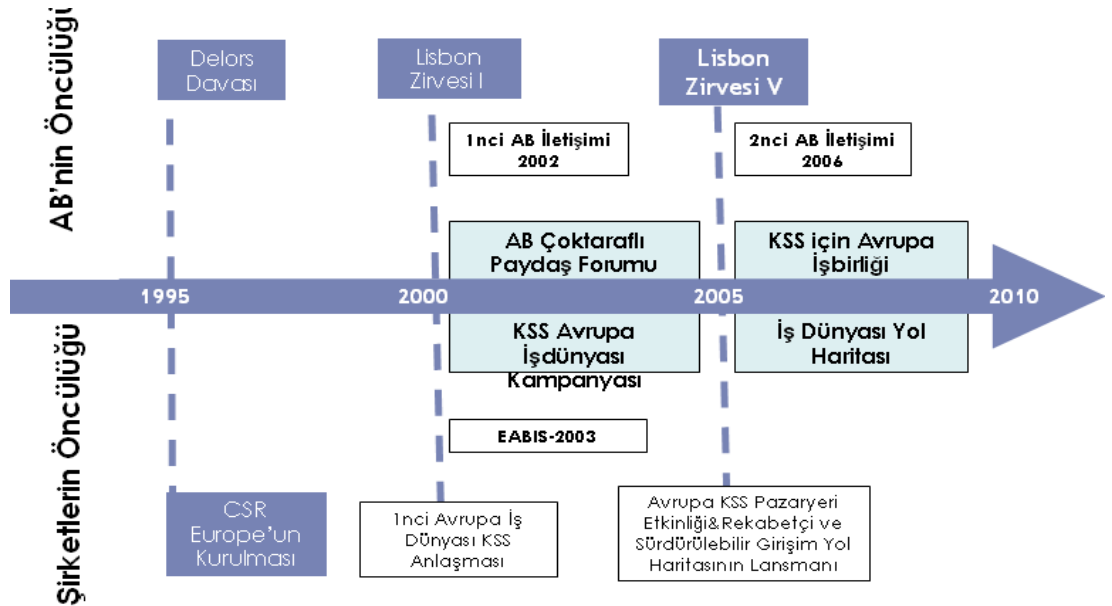 AB'nin Öncülüğü
Delors
Davası
Lisbon
Zirvesi I
Lisbon
Zirvesi V
1nci AB İletişimi
2002
2nci AB İletişimi
2006
AB Çoktaraflı
Paydaş Forumu
KSS için Avrupa
İşbirliği
1995
2000
2005
2010
KSS Avrupa
İşdünyası
Kampanyası
İş Dünyası Yol
Haritası
EABIS-2003
Şirketlerin Öncülüğü
CSR
Europe'un
Kurulması
1nci Avrupa İş
Dünyası KSS
Anlaşması
Avrupa KSS Pazaryeri
Etkinliği&Rekabetçi ve
Sürdürülebilir Girişim Yol
Haritasının Lansmanı